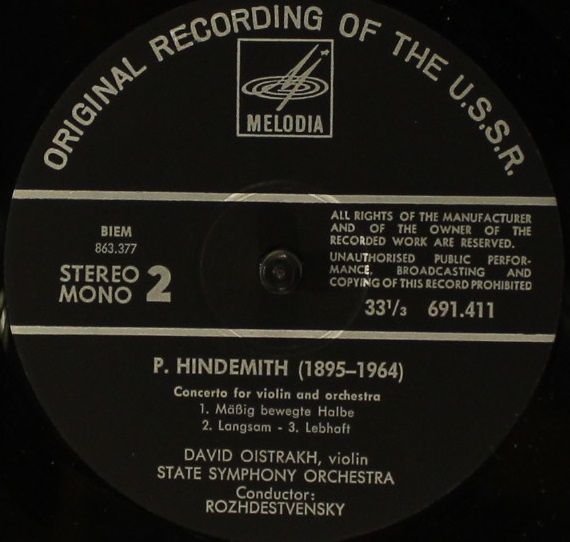 ORIGINAL RECORDING OF THE U.S.S.R.
MELODIA
BIEM
863.377
STEREO
MONO 2
ALL RIGHTS OF THE MANUFACTURER
AND OF THE OWNER OF THE
RECORDED WORK ARE RESERVED.
UNAUTHORISED PUBLIC PERFOR-
MANCE, BROADCASTING AND
COPYING OF THIS RECORD PROHIBITED
33¹/₃ 691.411
P. HINDEMITH (1895–1964)
Concerto for violin and orchestra
1. Mäßig bewegte Halbe
2. Langsam - 3. Lebhaft
DAVID OISTRAKH, violin
STATE SYMPHONY ORCHESTRA
Conductor:
ROZHDESTVENSKY